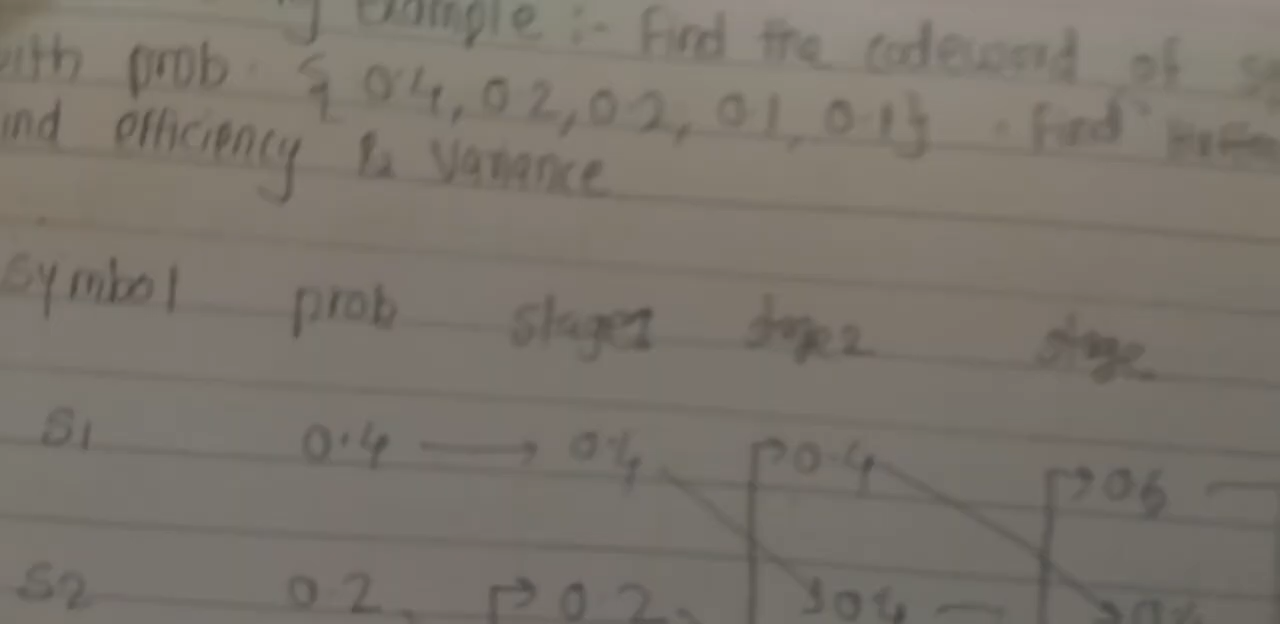 Example :- Find the codeword of
with prob. { 0.4, 0.2, 0.2, 0.1, 0.1} . Find
find efficiency & variance
symbol prob stage1 stage2 stage
S1 0.4 → 0.4 0.4 0.6
S2 0.2 0.2 0.4